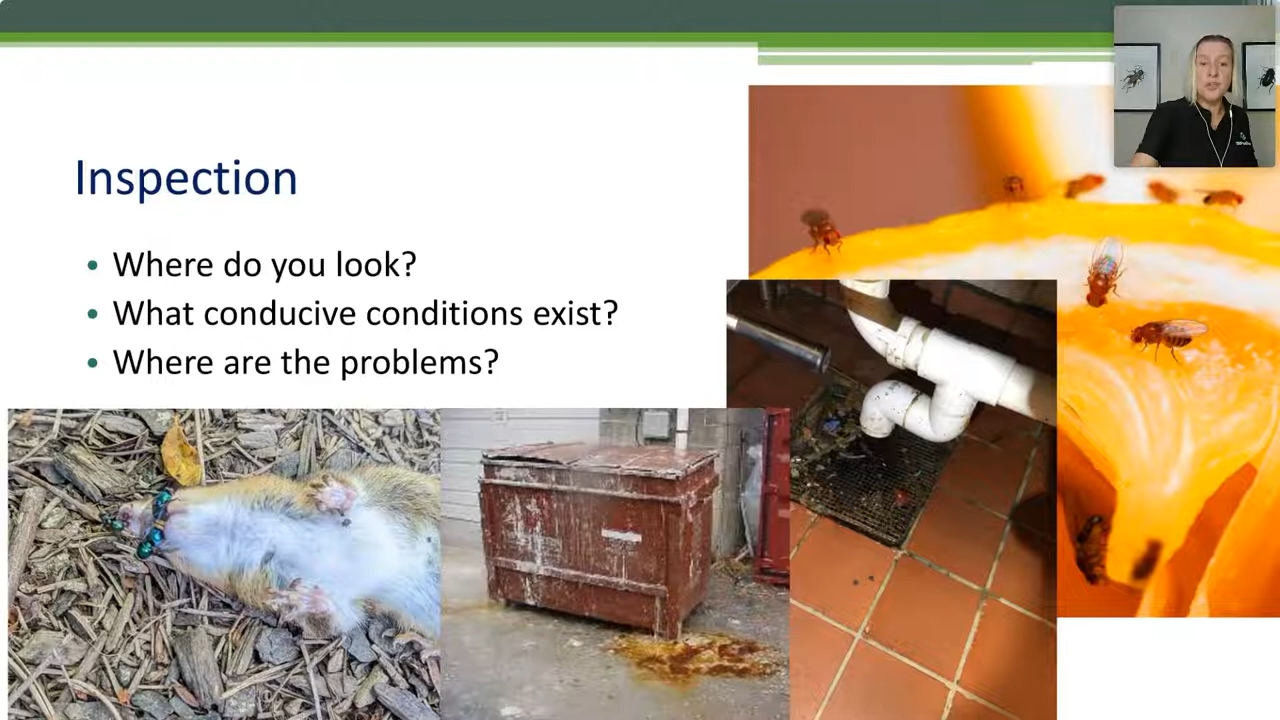 Inspection
• Where do you look?
• What conducive conditions exist?
• Where are the problems?